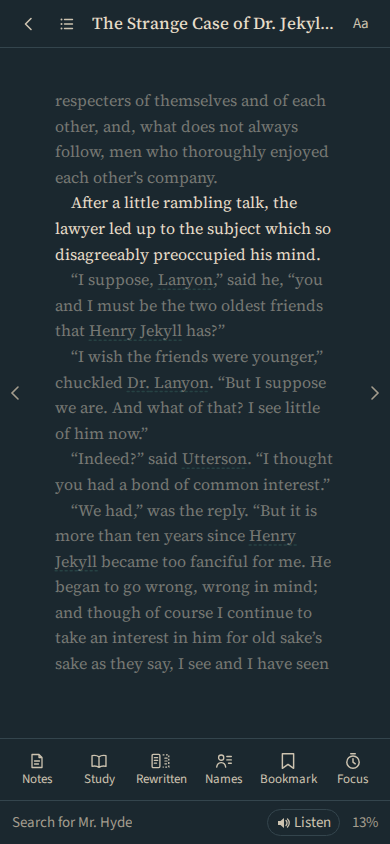 The Strange Case of Dr. Jekyl...
Aa
respecters of themselves and of each
other, and, what does not always
follow, men who thoroughly enjoyed
each other’s company.
After a little rambling talk, the
lawyer led up to the subject which so
disagreeably preoccupied his mind.
“I suppose, Lanyon,” said he, “you
and I must be the two oldest friends
that Henry Jekyll has?”
“I wish the friends were younger,”
chuckled Dr. Lanyon. “But I suppose
we are. And what of that? I see little
of him now.”
“Indeed?” said Utterson. “I thought
you had a bond of common interest.”
“We had,” was the reply. “But it is
more than ten years since Henry
Jekyll became too fanciful for me. He
began to go wrong, wrong in mind;
and though of course I continue to
take an interest in him for old sake’s
sake as they say, I see and I have seen
Notes Study Rewritten Names Bookmark Focus
Search for Mr. Hyde Listen 13%